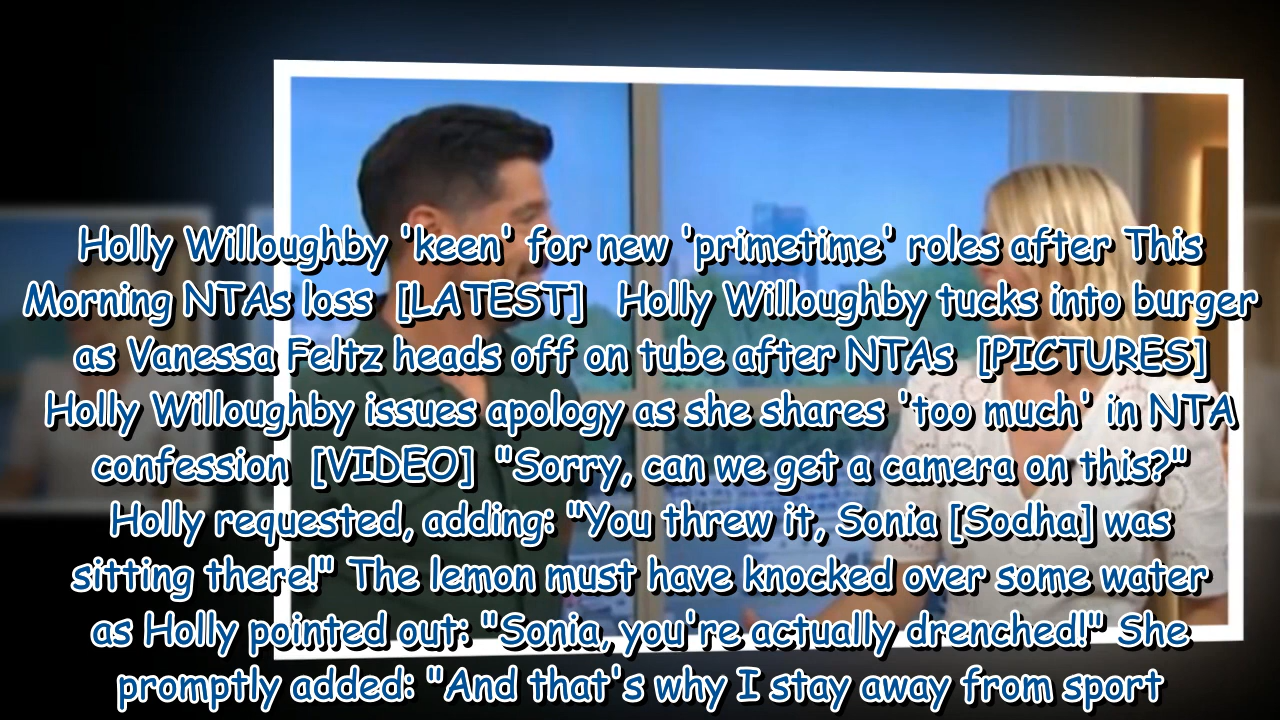 Holly Willoughby 'keen' for new 'primetime' roles after This
Morning NTAs loss  [LATEST]   Holly Willoughby tucks into burger
as Vanessa Feltz heads off on tube after NTAs  [PICTURES]
Holly Willoughby issues apology as she shares 'too much' in NTA
confession  [VIDEO]  "Sorry, can we get a camera on this?"
Holly requested, adding: "You threw it, Sonia [Sodha] was
sitting there!" The lemon must have knocked over some water
as Holly pointed out: "Sonia, you're actually drenched!" She
promptly added: "And that's why I stay away from sport